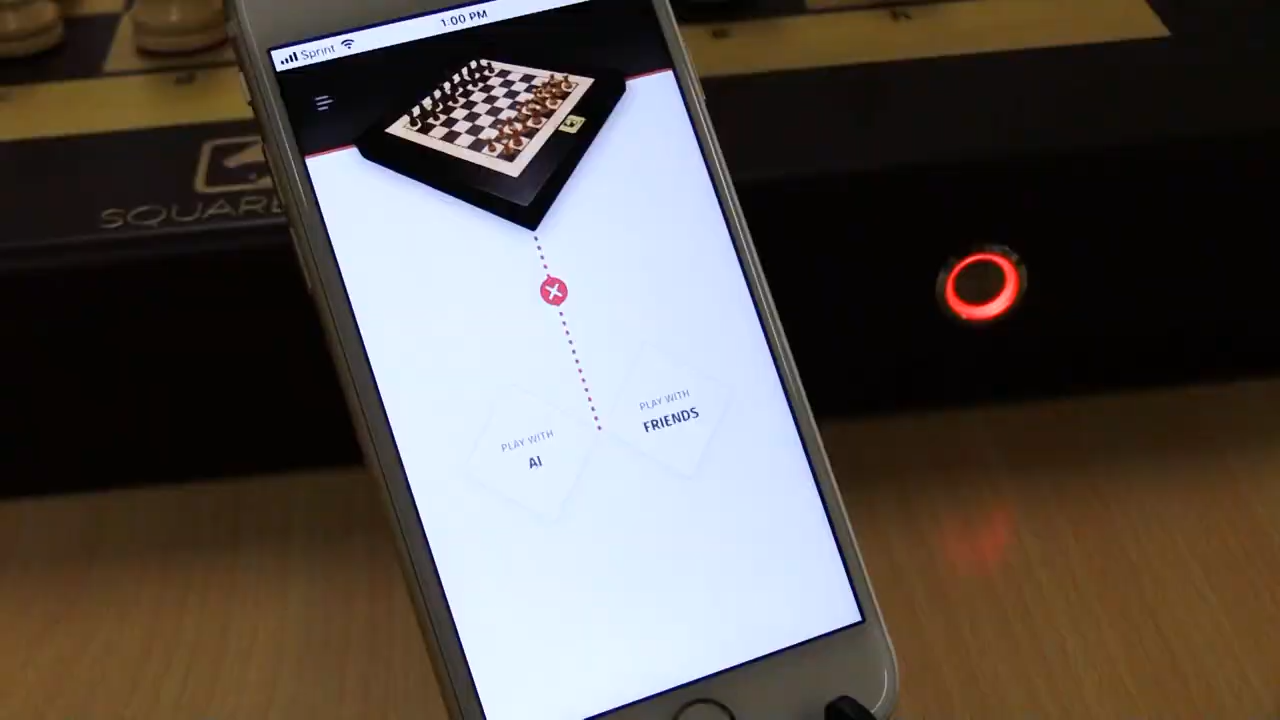 1:00 PM
Sprint
SQUARE
PLAY WITH
FRIENDS
PLAY WITH
AI